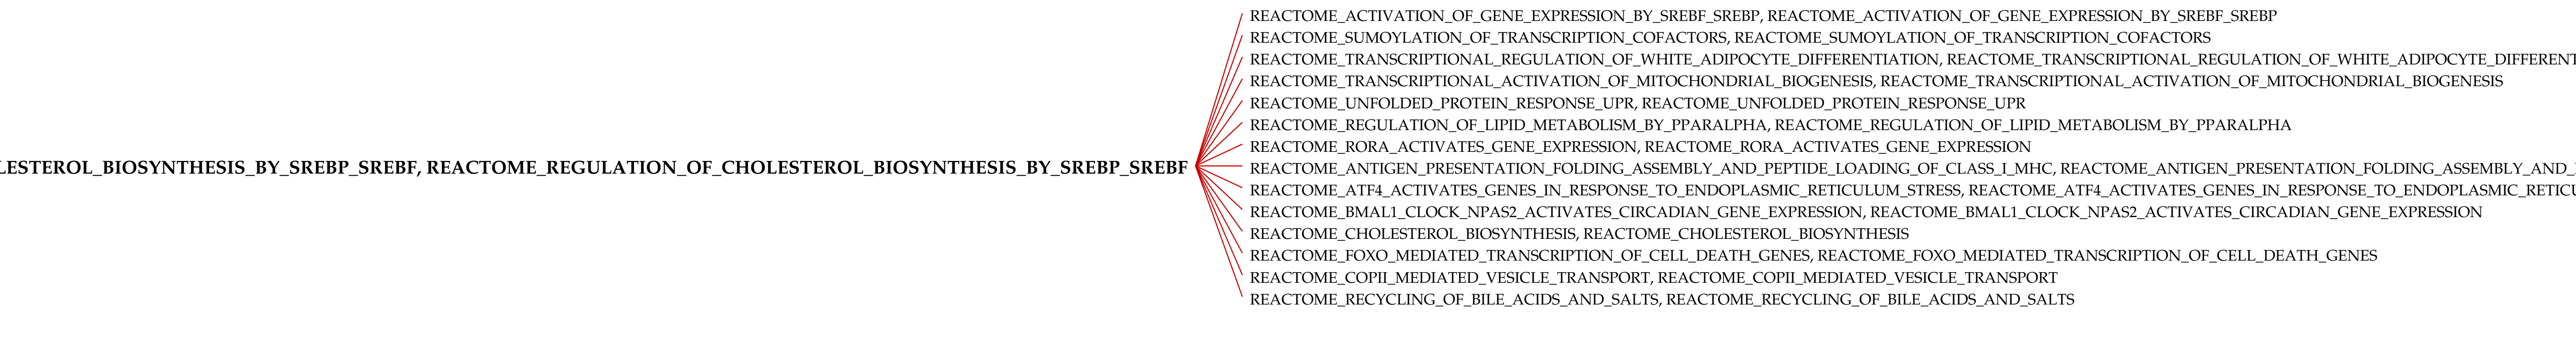 REACTOME_ACTIVATION_OF_GENE_EXPRESSION_BY_SREBF_SREBP, REACTOME_ACTIVATION_OF_GENE_EXPRESSION_BY_SREBF_SREBP
REACTOME_SUMOYLATION_OF_TRANSCRIPTION_COFACTORS, REACTOME_SUMOYLATION_OF_TRANSCRIPTION_COFACTORS
REACTOME_TRANSCRIPTIONAL_REGULATION_OF_WHITE_ADIPOCYTE_DIFFERENTIATION, REACTOME_TRANSCRIPTIONAL_REGULATION_OF_WHITE_ADIPOCYTE_DIFFERENT
REACTOME_TRANSCRIPTIONAL_ACTIVATION_OF_MITOCHONDRIAL_BIOGENESIS, REACTOME_TRANSCRIPTIONAL_ACTIVATION_OF_MITOCHONDRIAL_BIOGENESIS
REACTOME_UNFOLDED_PROTEIN_RESPONSE_UPR, REACTOME_UNFOLDED_PROTEIN_RESPONSE_UPR
REACTOME_REGULATION_OF_LIPID_METABOLISM_BY_PPARALPHA, REACTOME_REGULATION_OF_LIPID_METABOLISM_BY_PPARALPHA
REACTOME_RORA_ACTIVATES_GENE_EXPRESSION, REACTOME_RORA_ACTIVATES_GENE_EXPRESSION
LESTEROL_BIOSYNTHESIS_BY_SREBP_SREBF, REACTOME_REGULATION_OF_CHOLESTEROL_BIOSYNTHESIS_BY_SREBP_SREBF
REACTOME_ANTIGEN_PRESENTATION_FOLDING_ASSEMBLY_AND_PEPTIDE_LOADING_OF_CLASS_I_MHC, REACTOME_ANTIGEN_PRESENTATION_FOLDING_ASSEMBLY_AND_
REACTOME_ATF4_ACTIVATES_GENES_IN_RESPONSE_TO_ENDOPLASMIC_RETICULUM_STRESS, REACTOME_ATF4_ACTIVATES_GENES_IN_RESPONSE_TO_ENDOPLASMIC_RETICU
REACTOME_BMAL1_CLOCK_NPAS2_ACTIVATES_CIRCADIAN_GENE_EXPRESSION, REACTOME_BMAL1_CLOCK_NPAS2_ACTIVATES_CIRCADIAN_GENE_EXPRESSION
REACTOME_CHOLESTEROL_BIOSYNTHESIS, REACTOME_CHOLESTEROL_BIOSYNTHESIS
REACTOME_FOXO_MEDIATED_TRANSCRIPTION_OF_CELL_DEATH_GENES, REACTOME_FOXO_MEDIATED_TRANSCRIPTION_OF_CELL_DEATH_GENES
REACTOME_COPII_MEDIATED_VESICLE_TRANSPORT, REACTOME_COPII_MEDIATED_VESICLE_TRANSPORT
REACTOME_RECYCLING_OF_BILE_ACIDS_AND_SALTS, REACTOME_RECYCLING_OF_BILE_ACIDS_AND_SALTS